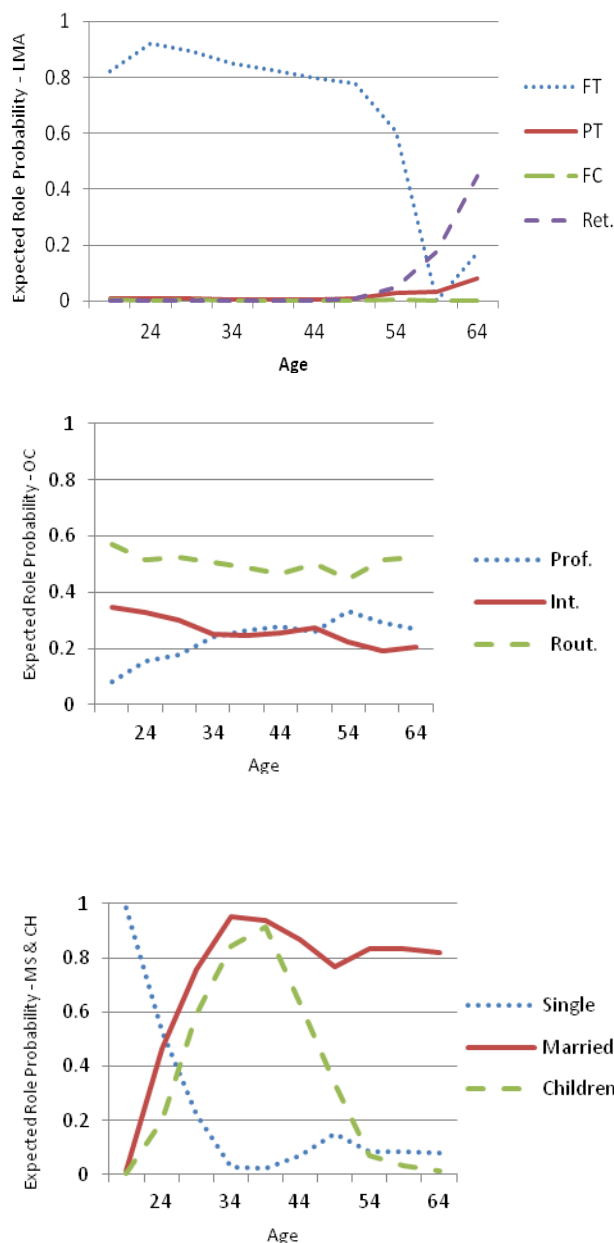 Expected Role Probability - LMA
1
0.8
0.6
0.4
0.2
0
24 34 44 54 64
Age
FT
PT
FC
Ret.
Expected Role Probability - OC
1
0.8
0.6
0.4
0.2
0
24 34 44 54 64
Age
Prof.
Int.
Rout.
Expected Role Probability - MS & CH
1
0.8
0.6
0.4
0.2
0
24 34 44 54 64
Age
Single
Married
Children